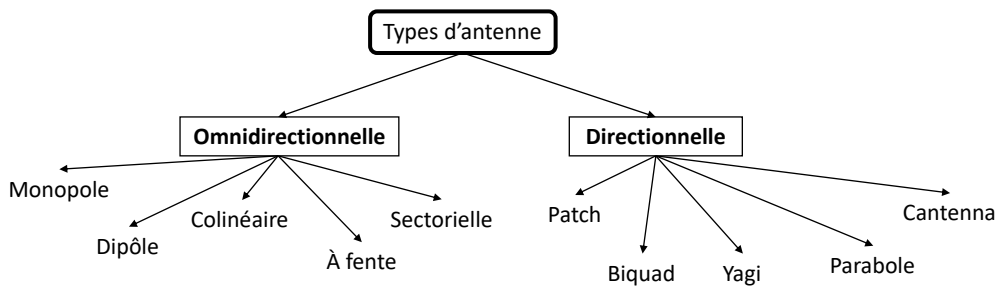 Types d’antenne
Omnidirectionnelle
Directionnelle
Monopole
Dipôle
Colinéaire
À fente
Sectorielle
Patch
Biquad
Yagi
Parabole
Cantenna